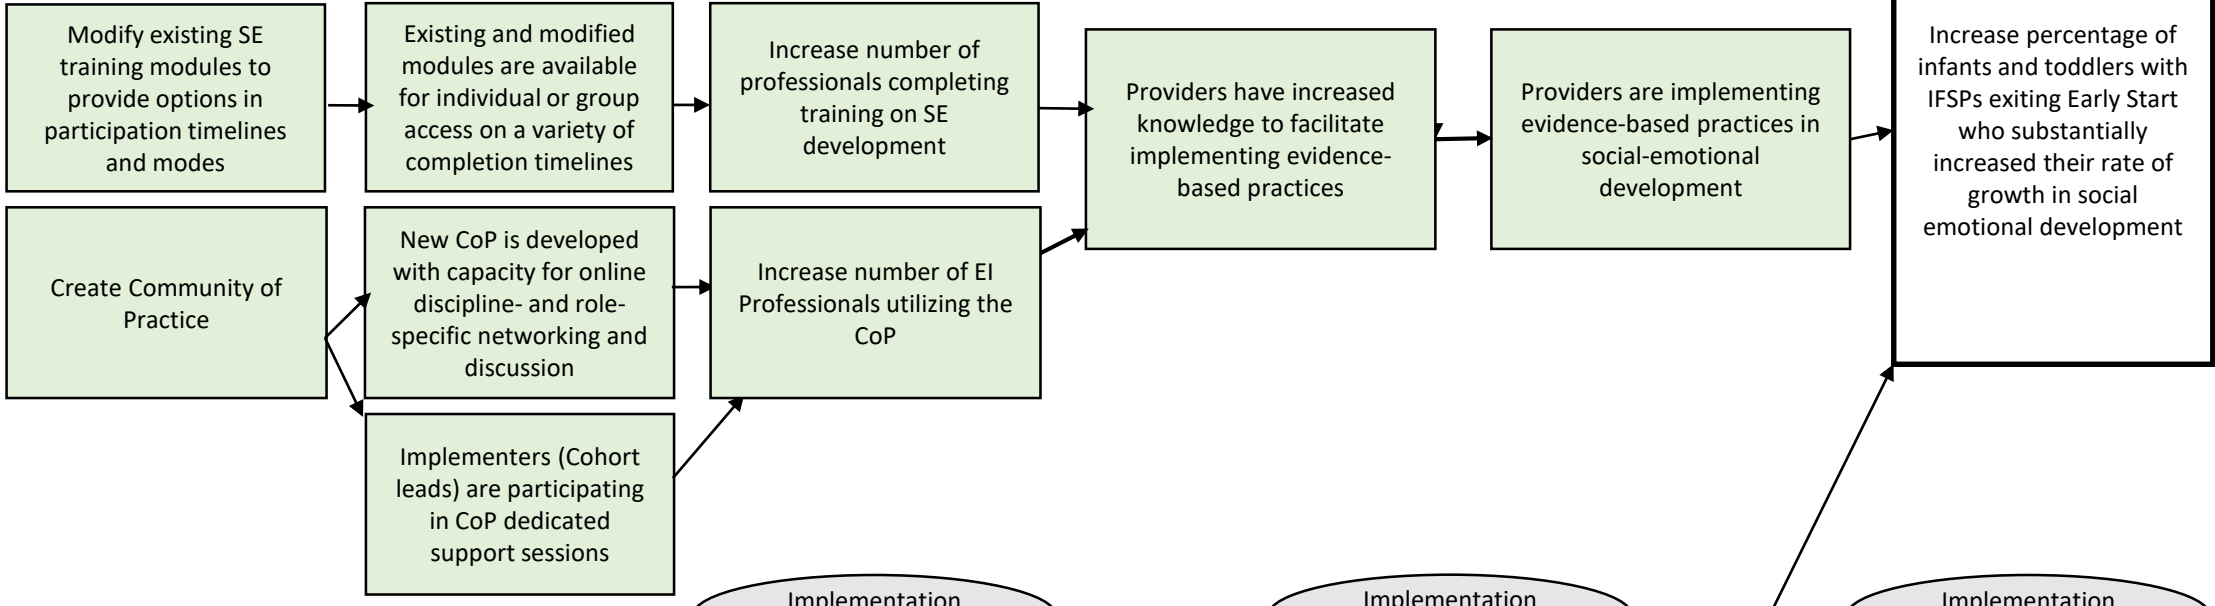 Modify existing SE
training modules to
provide options in
participation timelines
and modes
Existing and modified
modules are available
for individual or group
access on a variety of
completion timelines
Increase number of
professionals completing
training on SE
development
Providers have increased
knowledge to facilitate
implementing evidence-
based practices
Providers are implementing
evidence-based practices in
social-emotional
development
Increase percentage of
infants and toddlers with
IFSPs exiting Early Start
who substantially
increased their rate of
growth in social
emotional development
Create Community of
Practice
New CoP is developed
with capacity for online
discipline- and role-
specific networking and
discussion
Increase number of EI
Professionals utilizing the
CoP
Implementers (Cohort
leads) are participating
in CoP dedicated
support sessions
Implementation
Implementation
Implementation